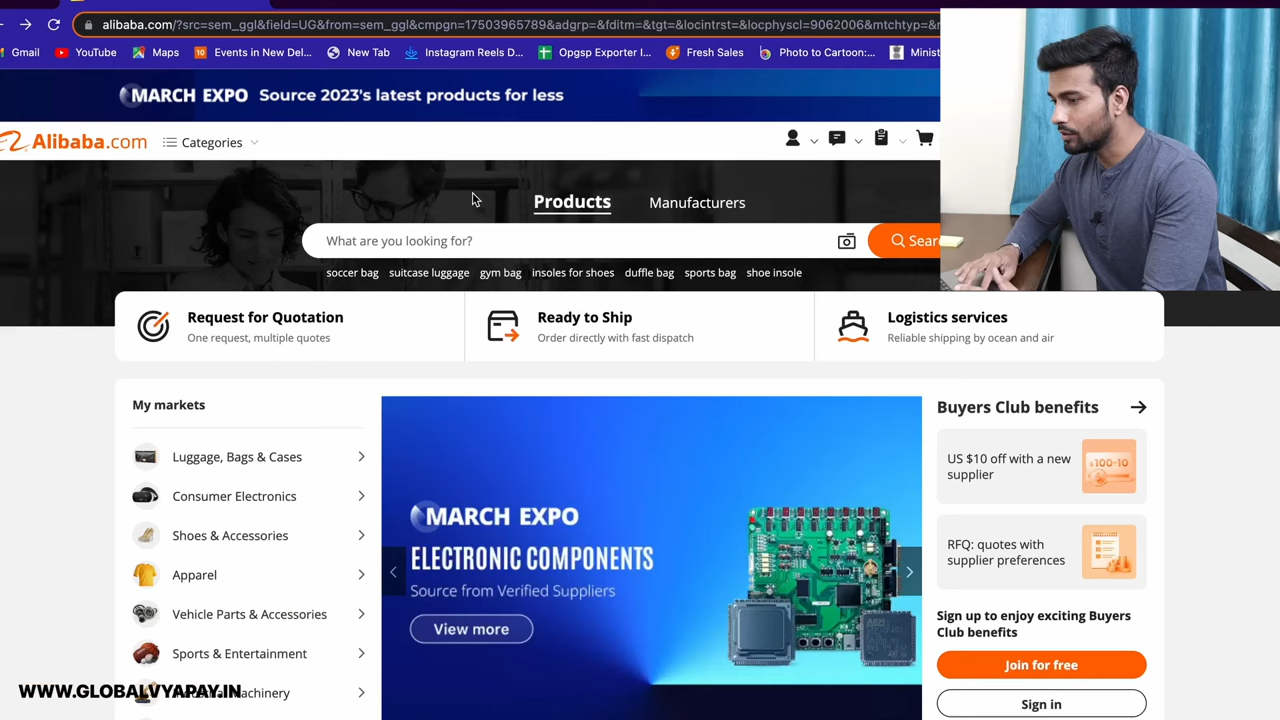 alibaba.com/?src=sem_ggl&field=UG&from=sem_ggl&cmpgn=17503965789&adgrp=&fditm=&tgt=&locintrst=&locphyscl=9062006&mtchtyp=&
Gmail YouTube Maps Events in New Del... New Tab Instagram Reels D... Opgsp Exporter I... Fresh Sales Photo to Cartoon:... Minist
MARCH EXPO Source 2023's latest products for less
Alibaba.com Categories
Products Manufacturers
What are you looking for? Sear
soccer bag suitcase luggage gym bag insoles for shoes duffle bag sports bag shoe insole
Request for Quotation
One request, multiple quotes
Ready to Ship
Order directly with fast dispatch
Logistics services
Reliable shipping by ocean and air
My markets
Luggage, Bags & Cases
Consumer Electronics
Shoes & Accessories
Apparel
Vehicle Parts & Accessories
Sports & Entertainment
Machinery
WWW.GLOBALVYAPAY.IN
MARCH EXPO
ELECTRONIC COMPONENTS
Source from Verified Suppliers
View more
Buyers Club benefits
US $10 off with a new
supplier
$100-10
RFQ: quotes with
supplier preferences
Sign up to enjoy exciting Buyers
Club benefits
Join for free
Sign in